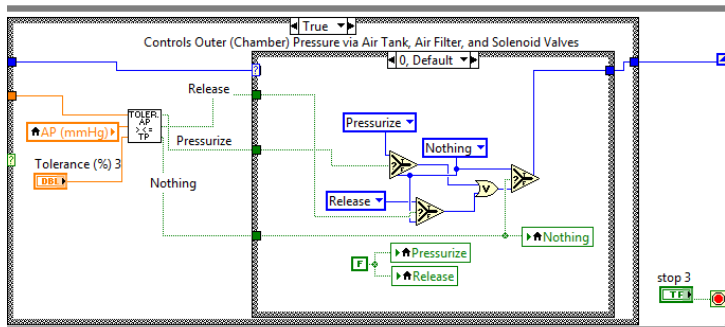 True
Controls Outer (Chamber) Pressure via Air Tank, Air Filter, and Solenoid Valves
0, Default
Release
TOLER.
AP
>< =
TP
AP (mmHg)
Pressurize
Tolerance (%) 3
DBL
Nothing
Pressurize
Nothing
Release
?
T
F
?
T
F
?
T
F
V
Nothing
Pressurize
F
Release
stop 3
TF
?
?